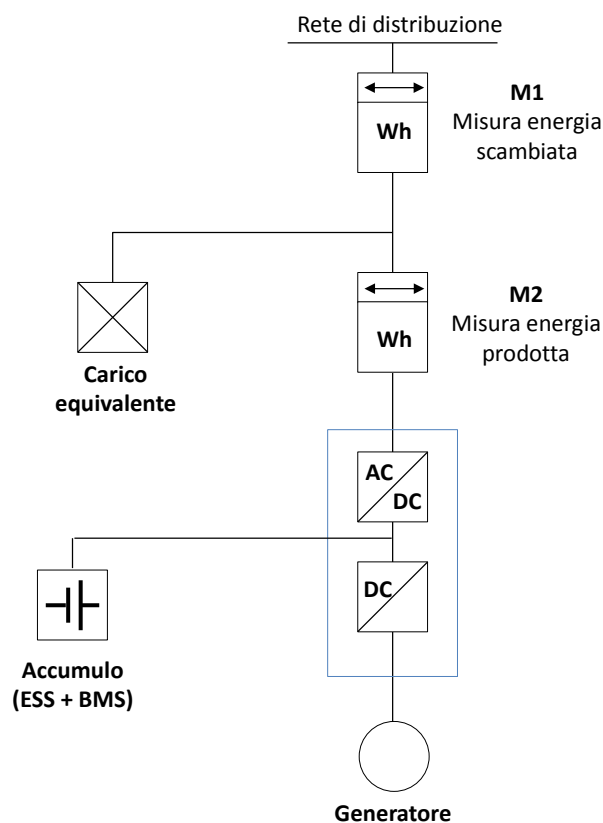 Rete di distribuzione
M1
Misura energia
scambiata
Wh
M2
Misura energia
prodotta
Wh
Carico
equivalente
AC
DC
DC
Accumulo
(ESS + BMS)
Generatore